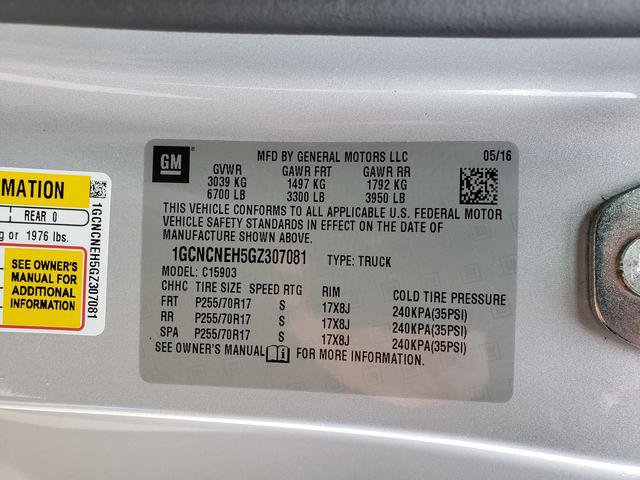 GM
MFD BY GENERAL MOTORS LLC 05/16
GVWR GAWR FRT GAWR RR
3039 KG 1497 KG 1792 KG
6700 LB 3300 LB 3950 LB
THIS VEHICLE CONFORMS TO ALL APPLICABLE U.S. FEDERAL MOTOR
VEHICLE SAFETY STANDARDS IN EFFECT ON THE DATE OF
MANUFACTURE SHOWN ABOVE.
1GCNCNEH5GZ307081 TYPE: TRUCK
MODEL: C15903
CHHC TIRE SIZE SPEED RTG RIM COLD TIRE PRESSURE
FRT P255/70R17 S 17X8J 240KPA(35PSI)
RR P255/70R17 S 17X8J 240KPA(35PSI)
SPA P255/70R17 S 17X8J 240KPA(35PSI)
SEE OWNER'S MANUAL FOR MORE INFORMATION.
MATION
REAR 0
g or 1976 lbs.
SEE OWNER'S
MANUAL FOR
ADDITIONAL
INFORMATION
1GCNCNEH5GZ307081